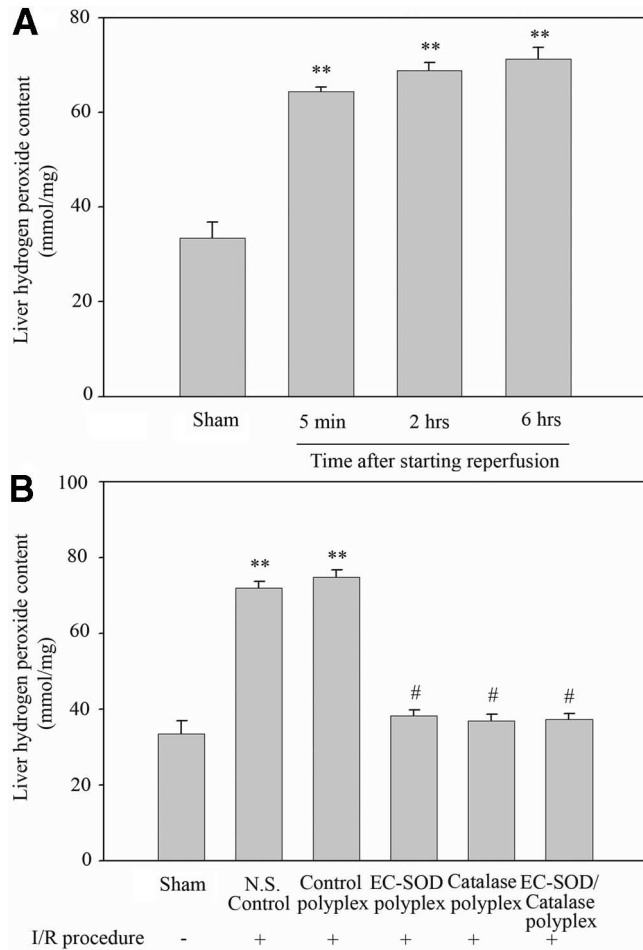 A
Liver hydrogen peroxide content
(mmol/mg)
80
60
40
20
0
**
**
**
Sham
5 min
2 hrs
6 hrs
Time after starting reperfusion
B
Liver hydrogen peroxide content
(mmol/mg)
100
80
60
40
20
0
**
**
#
#
#
Sham
N.S.
Control
Control
polyplex
EC-SOD
polyplex
Catalase
polyplex
EC-SOD/
Catalase
polyplex
I/R procedure - + + + + +